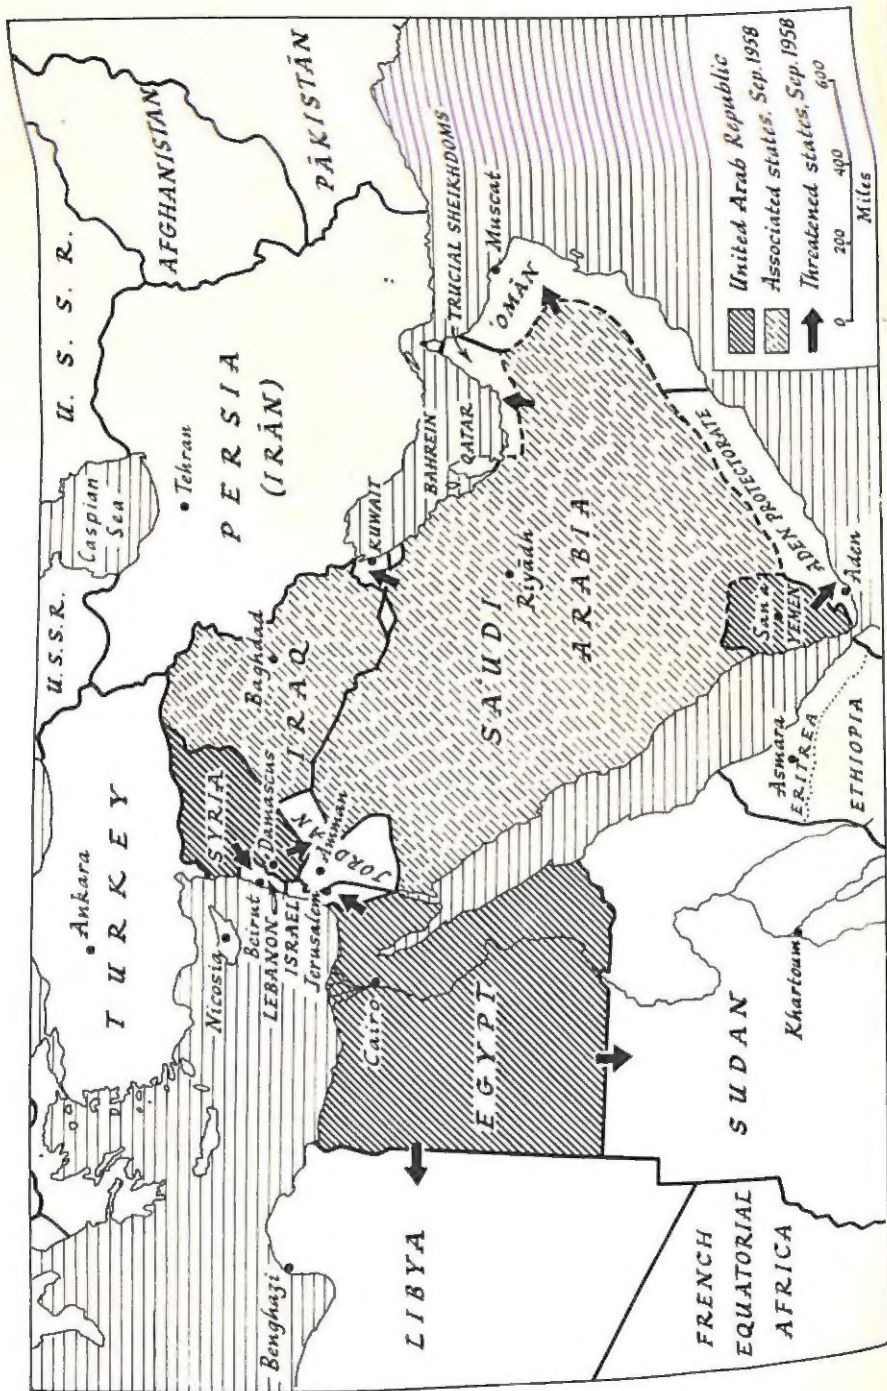 U. S. S. R.
U.S.S.R.
Caspian
Sea
AFGHANISTAN
PĀKISTĀN
TURKEY
Ankara
Tehran
PERSIA
(IRĀN)
Nicosia
SYRIA
Beirut
Damascus
LEBANON
ISRAEL
Jerusalem
Amman
JORDAN
Baghdad
IRAQ
KUWAIT
BAHREIN
QATAR
TRUCIAL SHEIKHDOMS
Muscat
'OMĀN
SA'UDI
ARABIA
Riyadh
Benghazi
LIBYA
Cairo
EGYPT
SUDAN
Khartoum
FRENCH
EQUATORIAL
AFRICA
Asmara
ERITREA
ETHIOPIA
San'a
YEMEN
ADEN PROTECTORATE
Aden
United Arab Republic
Associated states, Sep. 1958
Threatened states, Sep. 1958
0 200 400 600
Miles